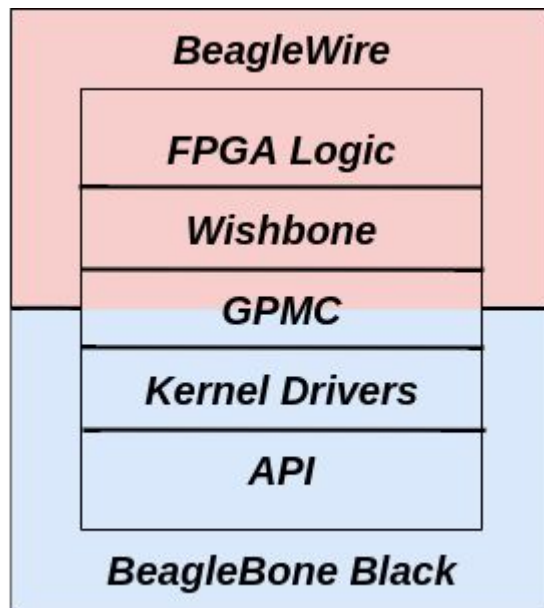 BeagleWire
FPGA Logic
Wishbone
GPMC
Kernel Drivers
API
BeagleBone Black